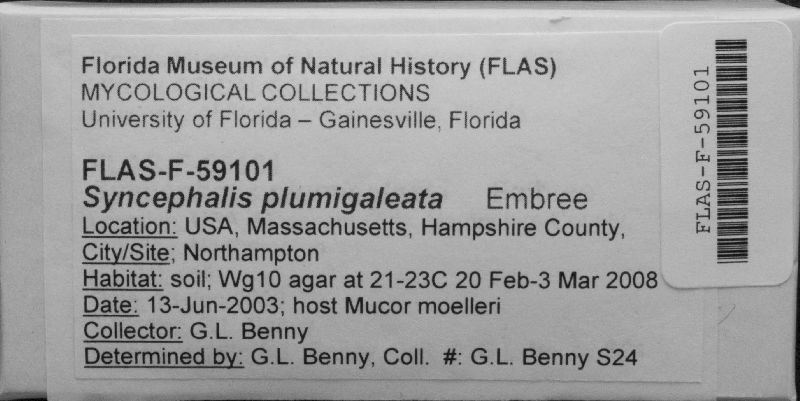 Florida Museum of Natural History (FLAS)
MYCOLOGICAL COLLECTIONS
University of Florida – Gainesville, Florida
FLAS-F-59101
Syncephalis plumigaleata Embree
Location: USA, Massachusetts, Hampshire County,
City/Site; Northampton
Habitat: soil; Wg10 agar at 21-23C 20 Feb-3 Mar 2008
Date: 13-Jun-2003; host Mucor moelleri
Collector: G.L. Benny
Determined by: G.L. Benny, Coll. #: G.L. Benny S24
FLAS-F-59101